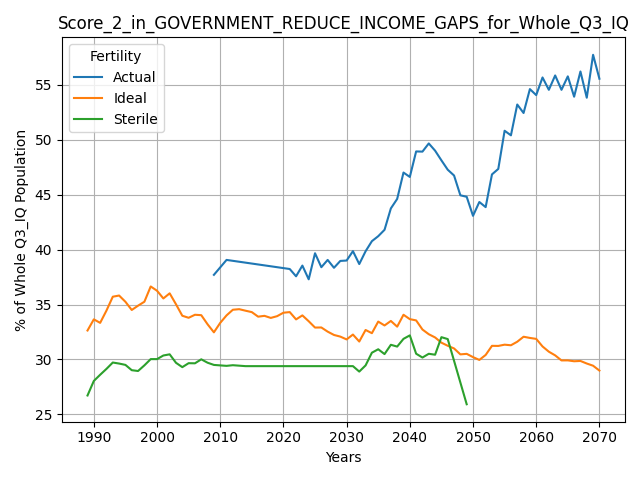 Score_2_in_GOVERNMENT_REDUCE_INCOME_GAPS_for_Whole_Q3_IQ
Fertility
Actual
Ideal
Sterile
% of Whole Q3_IQ Population
55
50
45
40
35
30
25
1990 2000 2010 2020 2030 2040 2050 2060 2070
Years